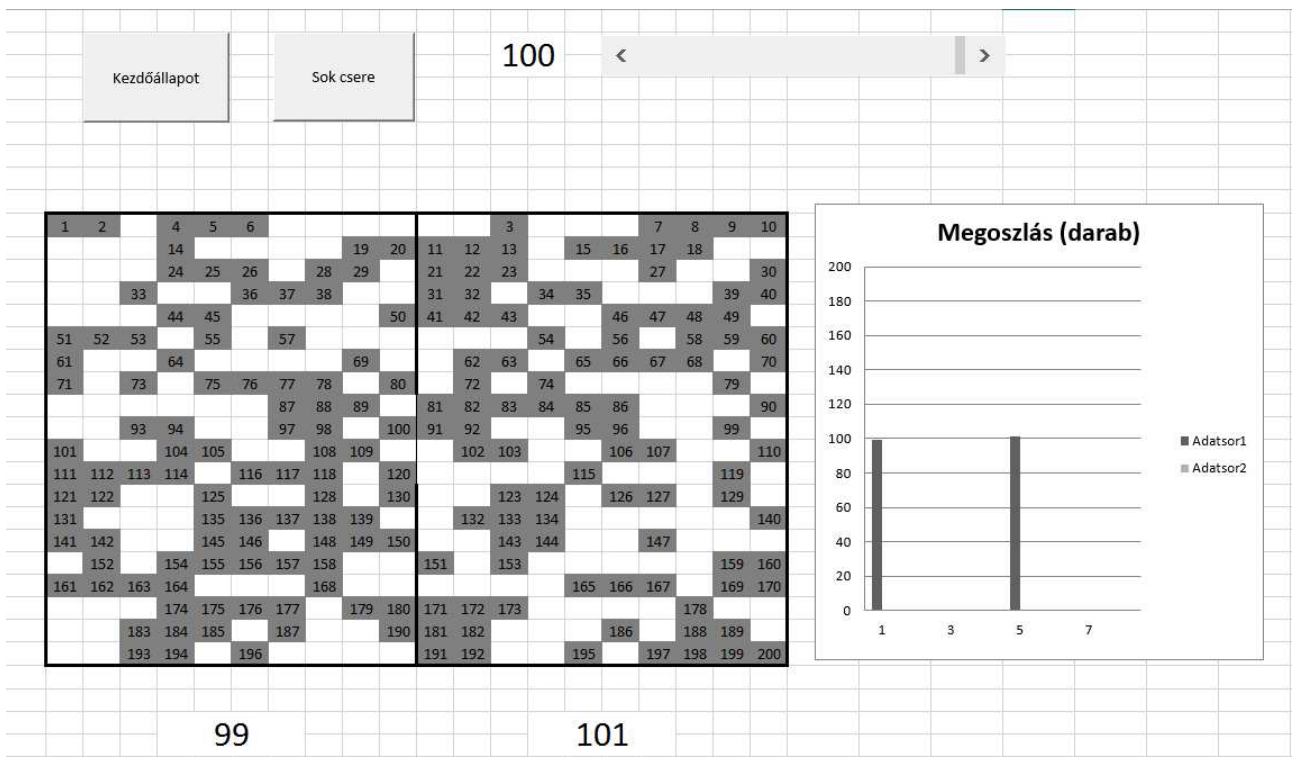 Kezdőállapot
Sok csere
100
1 2 4 5 6 3 7 8 9 10
14 19 20 11 12 13 15 16 17 18
24 25 26 28 29 21 22 23 27 30
33 36 37 38 31 32 34 35 39 40
44 45 50 41 42 43 46 47 48 49
51 52 53 55 57 54 56 58 59 60
61 64 69 62 63 65 66 67 68 70
71 73 75 76 77 78 80 72 74 79
87 88 89 81 82 83 84 85 86 90
93 94 97 98 100 91 92 95 96 99
101 104 105 108 109 102 103 106 107 110
111 112 113 114 116 117 118 120 115 119
121 122 125 128 130 123 124 126 127 129
131 135 136 137 138 139 132 133 134 140
141 142 145 146 148 149 150 143 144 147
152 154 155 156 157 158 151 153 159 160
161 162 163 164 168 165 166 167 169 170
174 175 176 177 179 180 171 172 173 178
183 184 185 187 190 181 182 186 188 189
193 194 196 191 192 195 197 198 199 200
99
101
Megoszlás (darab)
200
180
160
140
120
100
80
60
40
20
0
1 3 5 7
Adatsor1
Adatsor2